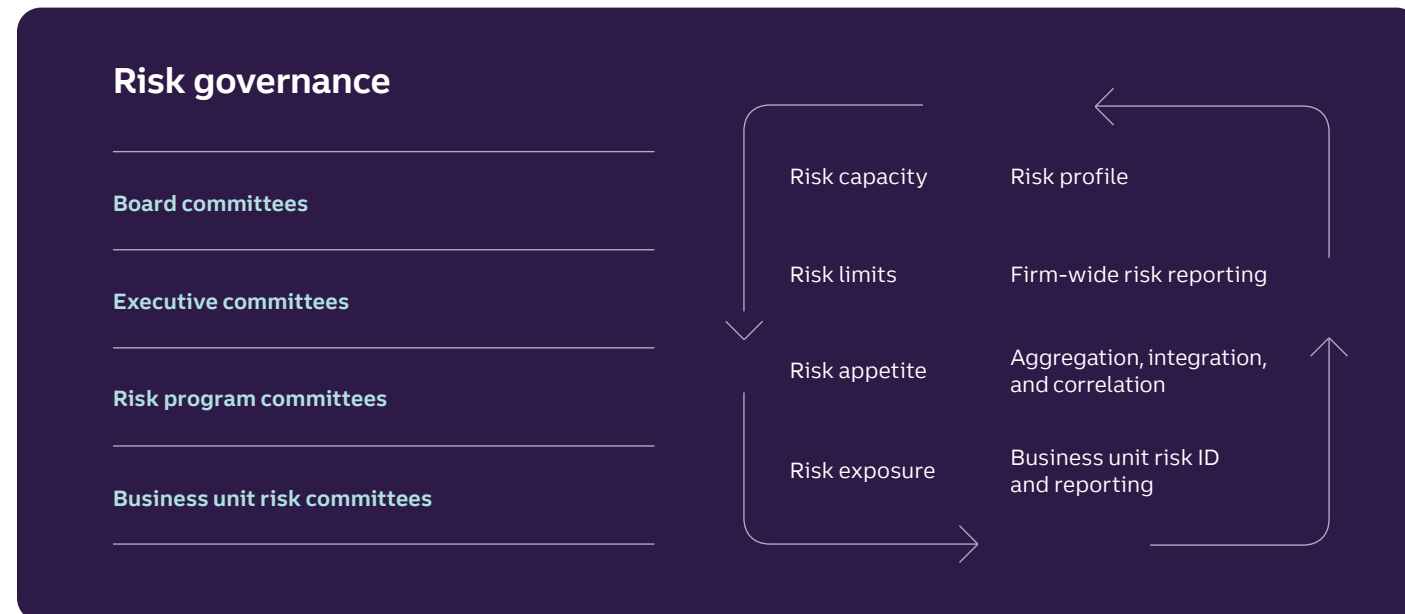 Risk governance
Board committees
Executive committees
Risk program committees
Business unit risk committees
Risk capacity
Risk profile
Risk limits
Firm-wide risk reporting
Risk appetite
Aggregation, integration,
and correlation
Risk exposure
Business unit risk ID
and reporting